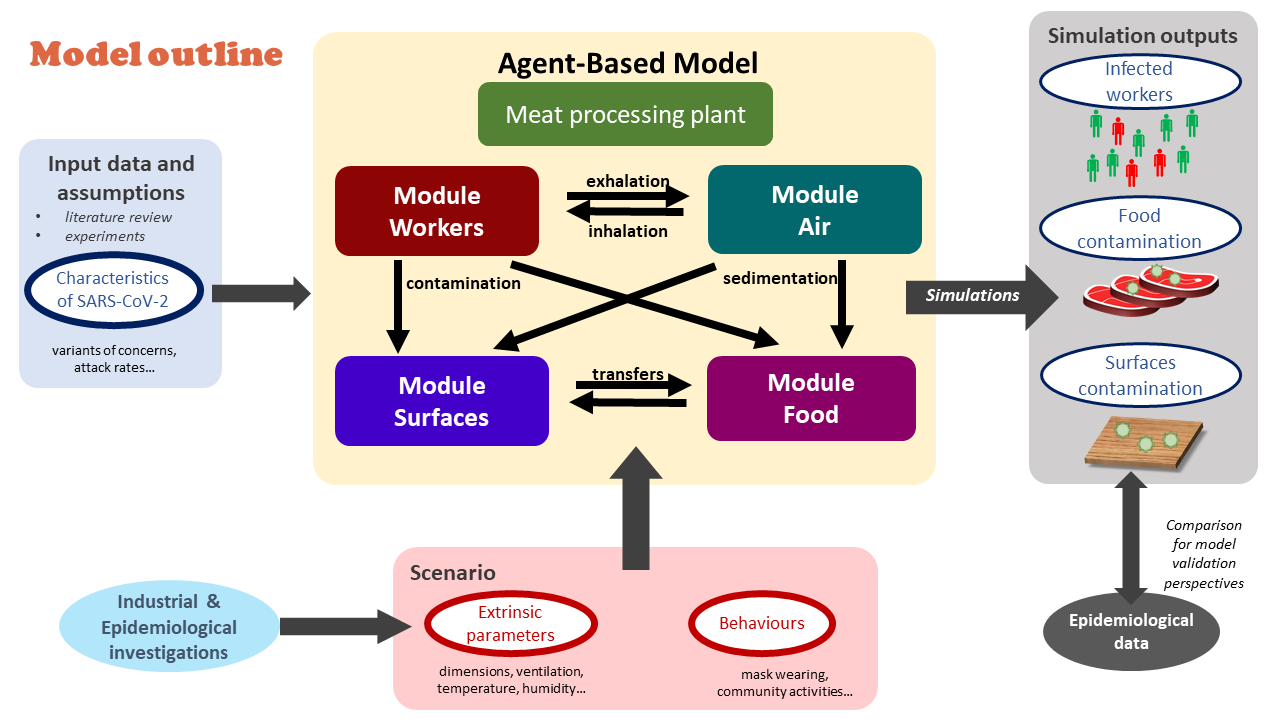 Model outline
Input data and
assumptions
• literature review
• experiments
Characteristics
of SARS-CoV-2
variants of concerns,
attack rates...
Agent-Based Model
Meat processing plant
Module
Workers
exhalation
inhalation
Module
Air
contamination
sedimentation
Module
Surfaces
transfers
Module
Food
Simulations
Simulation outputs
Infected
workers
Food
contamination
Surfaces
contamination
Comparison
for model
validation
perspectives
Epidemiological
data
Industrial &
Epidemiological
investigations
Scenario
Extrinsic
parameters
dimensions, ventilation,
temperature, humidity...
Behaviours
mask wearing,
community activities...